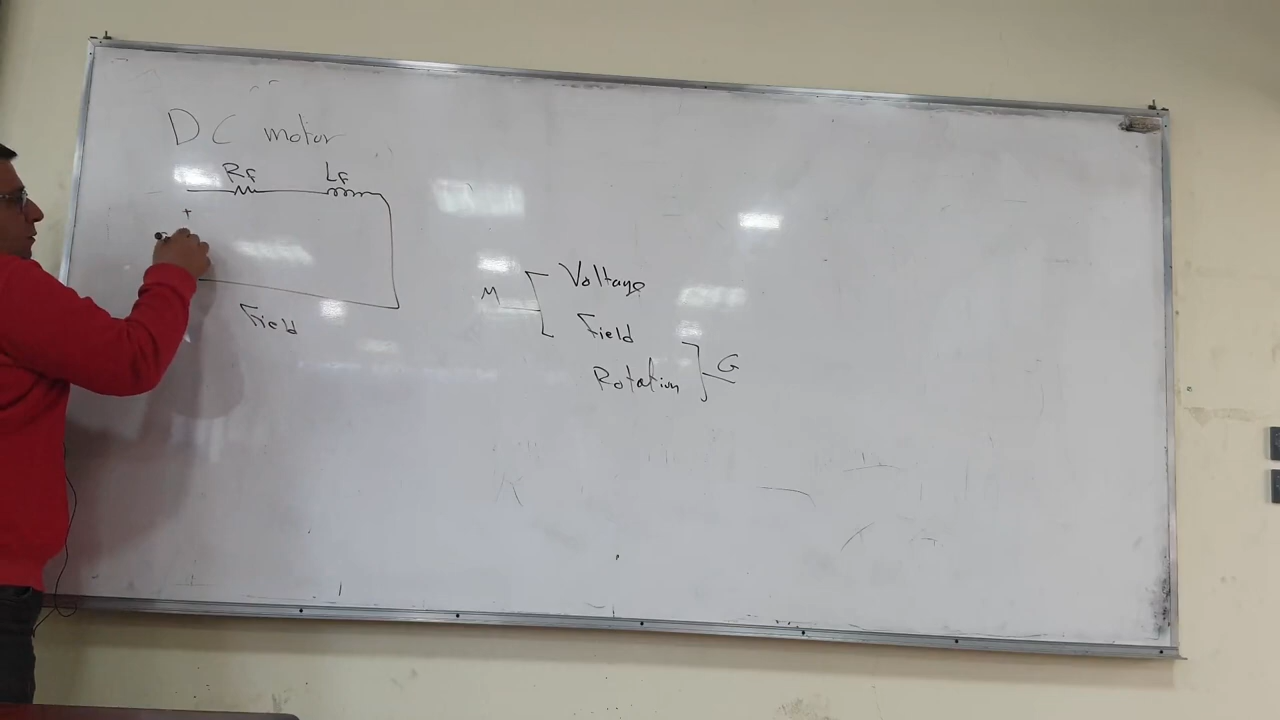 DC motor
RF LF
+
Field
M Voltage
Field
Rotation G